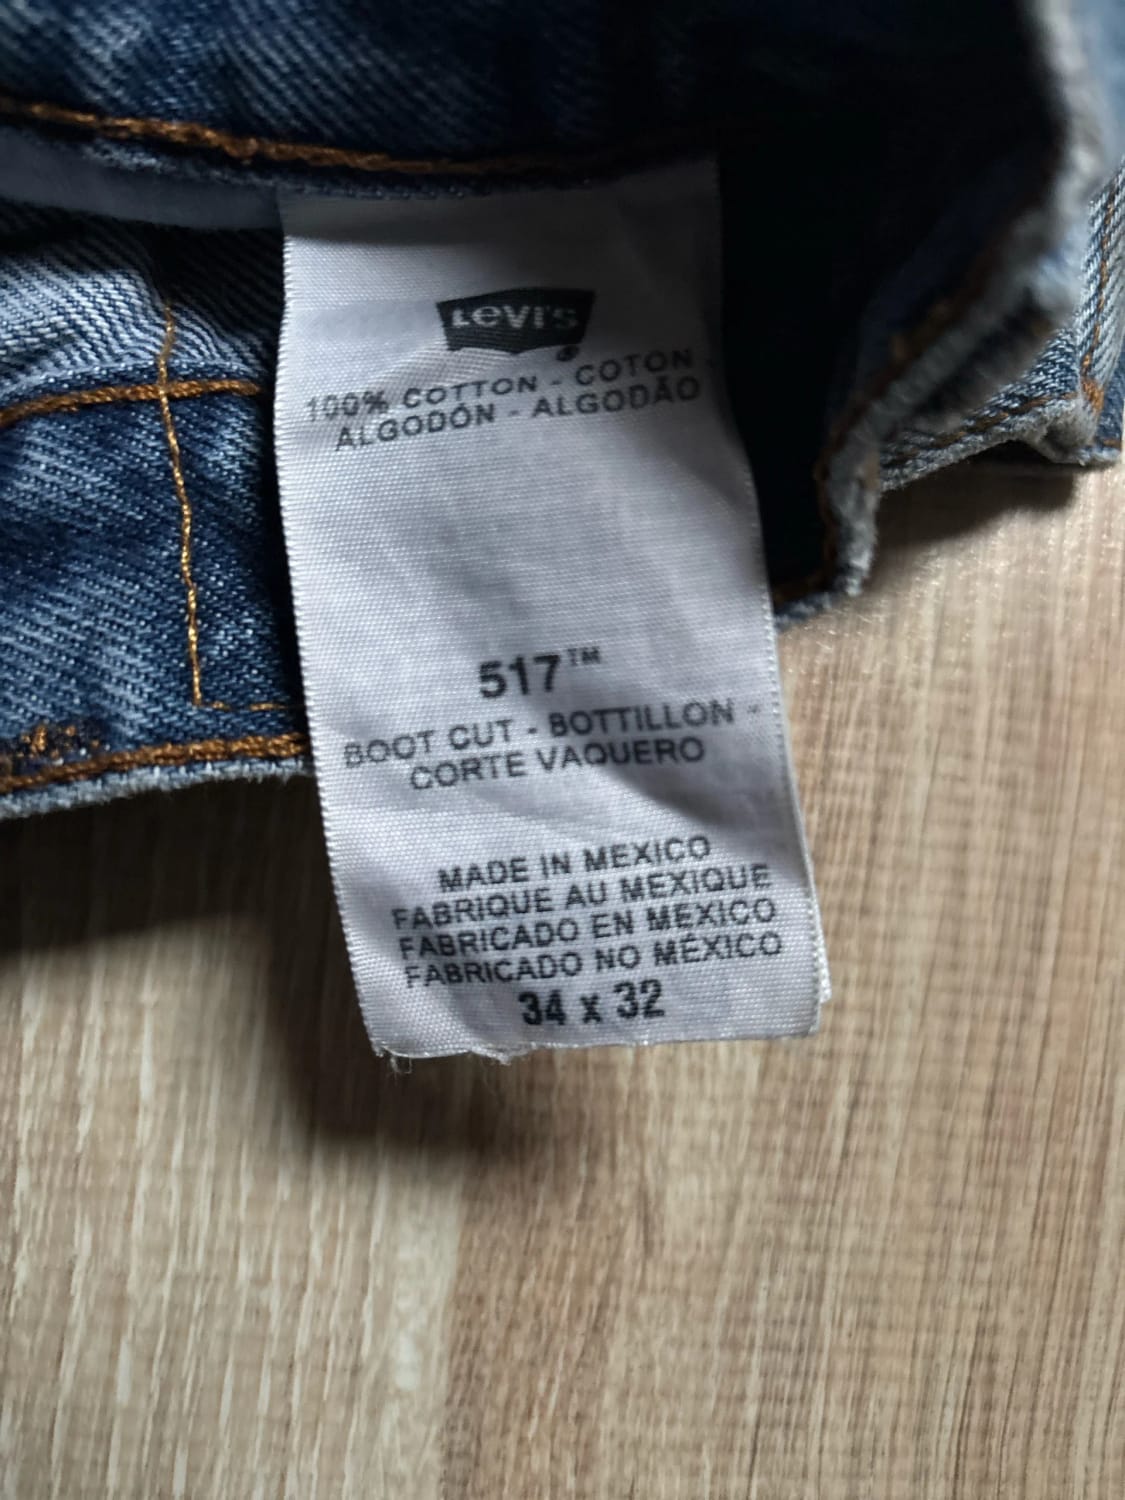 LEVI'S
®
100% COTTON - COTON -
ALGODÓN - ALGODÃO
517™
BOOT CUT - BOTTILLON -
CORTE VAQUERO
MADE IN MEXICO
FABRIQUE AU MEXIQUE
FABRICADO EN MEXICO
FABRICADO NO MÉXICO
34 x 32